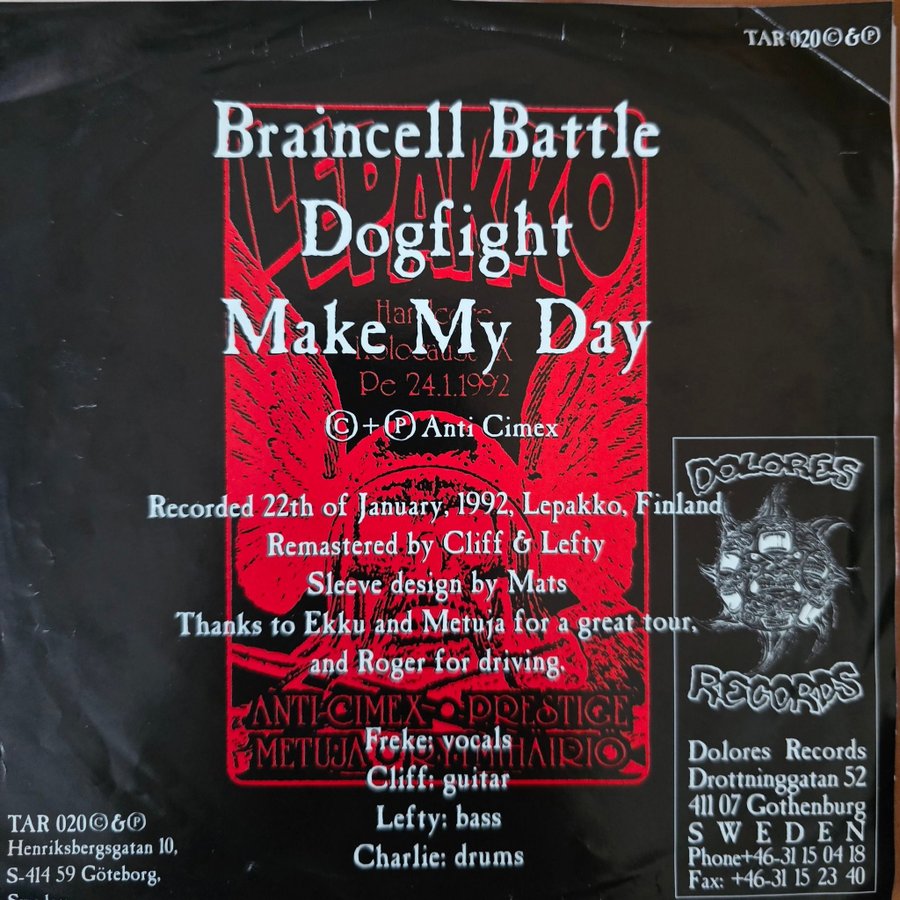 TAR 020©&℗
Braincell Battle
LEPAKKO
Dogfight
Make My Day
Hardcore
Holocaust
Pe 24.1.1992
©+℗ Anti Cimex
Recorded 22th of January, 1992, Lepakko, Finland
Remastered by Cliff & Lefty
Sleeve design by Mats
Thanks to Ekku and Metuja for a great tour,
and Roger for driving.
ANTI-CIMEX PRESTIGE
METUJA
Freke: vocals
Cliff: guitar
Lefty: bass
Charlie: drums
DOLORES
RECORDS
Dolores Records
Drottninggatan 52
411 07 Gothenburg
SWEDEN
Phone+46-31 15 04 18
Fax: +46-31 15 23 40
TAR 020©&℗
Henriksbergsgatan 10,
S-414 59 Göteborg,